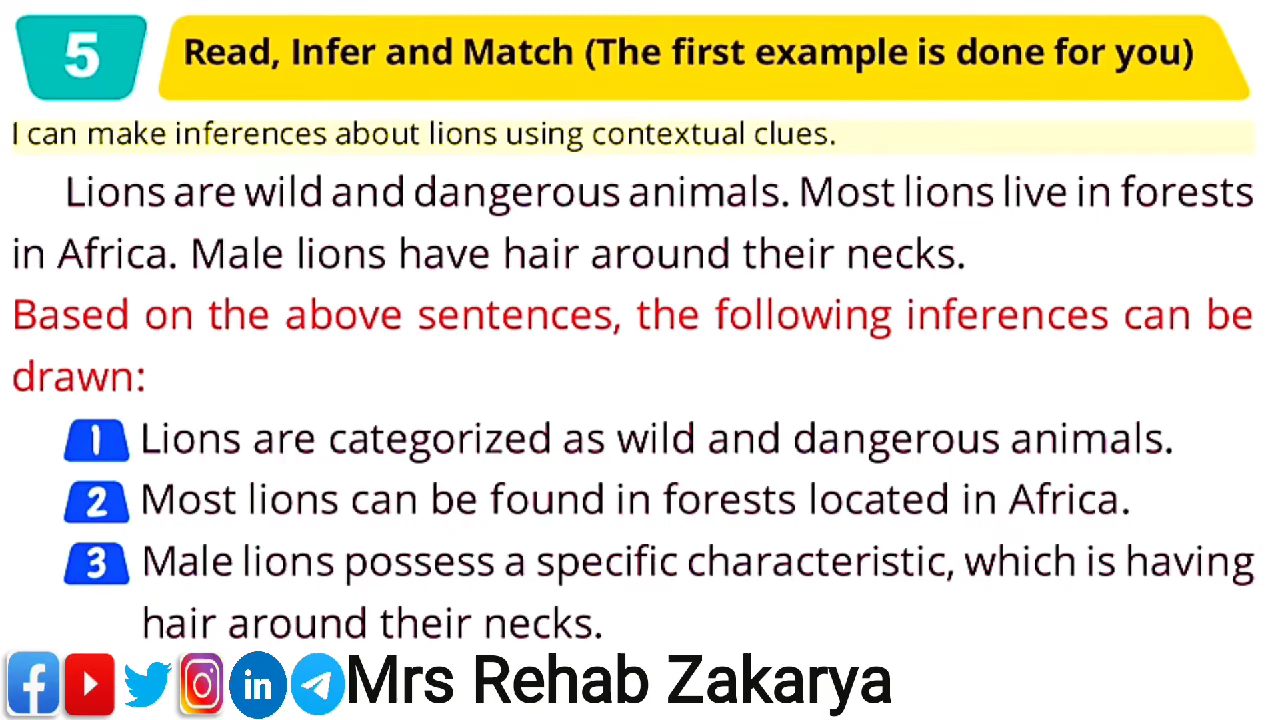 5 Read, Infer and Match (The first example is done for you)
I can make inferences about lions using contextual clues.
Lions are wild and dangerous animals. Most lions live in forests
in Africa. Male lions have hair around their necks.
Based on the above sentences, the following inferences can be
drawn:
1 Lions are categorized as wild and dangerous animals.
2 Most lions can be found in forests located in Africa.
3 Male lions possess a specific characteristic, which is having
hair around their necks.
Mrs Rehab Zakarya